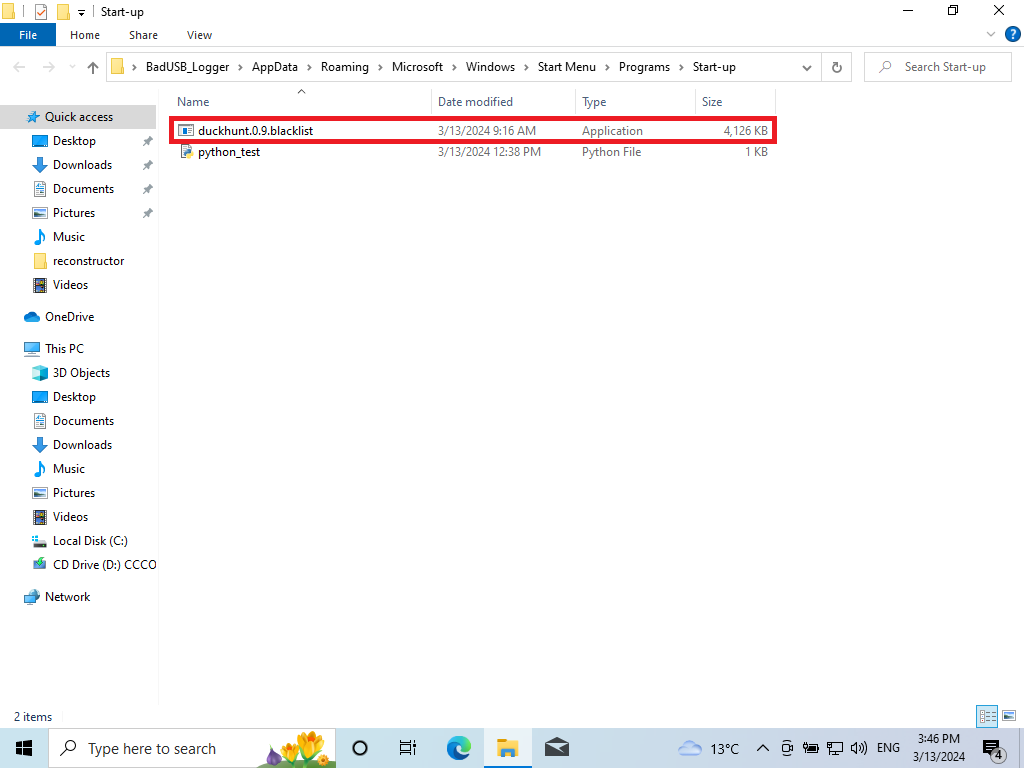 Start-up
File Home Share View
BadUSB_Logger AppData Roaming Microsoft Windows Start Menu Programs Start-up
Search Start-up
Name Date modified Type Size
duckhunt.0.9.blacklist 3/13/2024 9:16 AM Application 4,126 KB
python_test 3/13/2024 12:38 PM Python File 1 KB
Quick access
Desktop
Downloads
Documents
Pictures
Music
reconstructor
Videos
OneDrive
This PC
3D Objects
Desktop
Documents
Downloads
Music
Pictures
Videos
Local Disk (C:)
CD Drive (D:) CCCO
Network
2 items
Type here to search
13°C
ENG
3:46 PM
3/13/2024
4